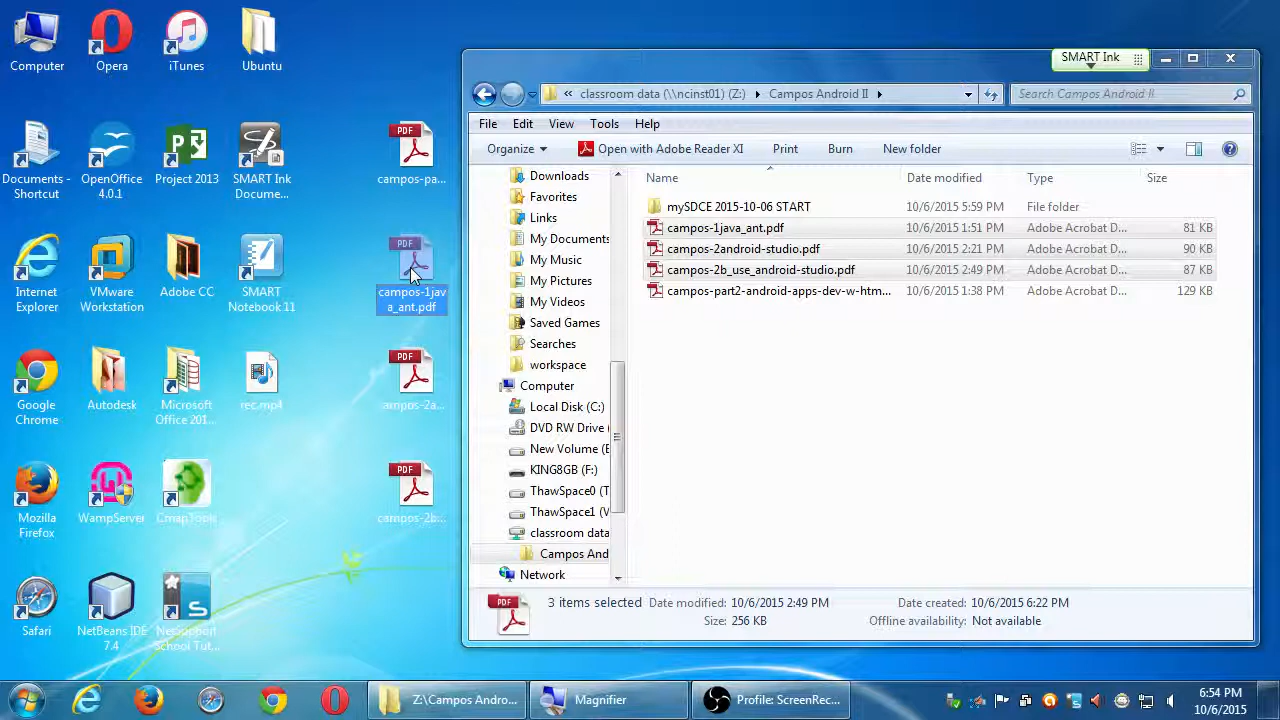 Computer
Opera
iTunes
Ubuntu
Documents -
Shortcut
OpenOffice
4.0.1
Project 2013
SMART Ink
Docume...
PDF
campos-pa...
Internet
Explorer
VMware
Workstation
Adobe CC
SMART
Notebook 11
PDF
campos-1jav
a_ant.pdf
Google
Chrome
Autodesk
Microsoft
Office 201...
rec.mp4
PDF
campos-2a...
Mozilla
Firefox
WampServer
CmapTools
PDF
campos-2b...
Safari
NetBeans IDE
7.4
NetSupport
School Tut...
SMART Ink
« classroom data (\\ncinst01) (Z:) Campos Android II
Search Campos Android II
File Edit View Tools Help
Organize Open with Adobe Reader XI Print Burn New folder
Downloads
Favorites
Links
My Documents
My Music
My Pictures
My Videos
Saved Games
Searches
workspace
Computer
Local Disk (C:)
DVD RW Drive (
New Volume (E
KING8GB (F:)
ThawSpace0 (T
ThawSpace1 (V
classroom data
Campos And
Network
Name Date modified Type Size
mySDCE 2015-10-06 START 10/6/2015 5:59 PM File folder
campos-1java_ant.pdf 10/6/2015 1:51 PM Adobe Acrobat D... 81 KB
campos-2android-studio.pdf 10/6/2015 2:21 PM Adobe Acrobat D... 90 KB
campos-2b_use_android-studio.pdf 10/6/2015 2:49 PM Adobe Acrobat D... 87 KB
campos-part2-android-apps-dev-w-htm... 10/6/2015 1:38 PM Adobe Acrobat D... 129 KB
PDF
3 items selected Date modified: 10/6/2015 2:49 PM Date created: 10/6/2015 6:22 PM
Size: 256 KB Offline availability: Not available
Z:\Campos Andro... Magnifier Profile: ScreenRec... 6:54 PM
10/6/2015